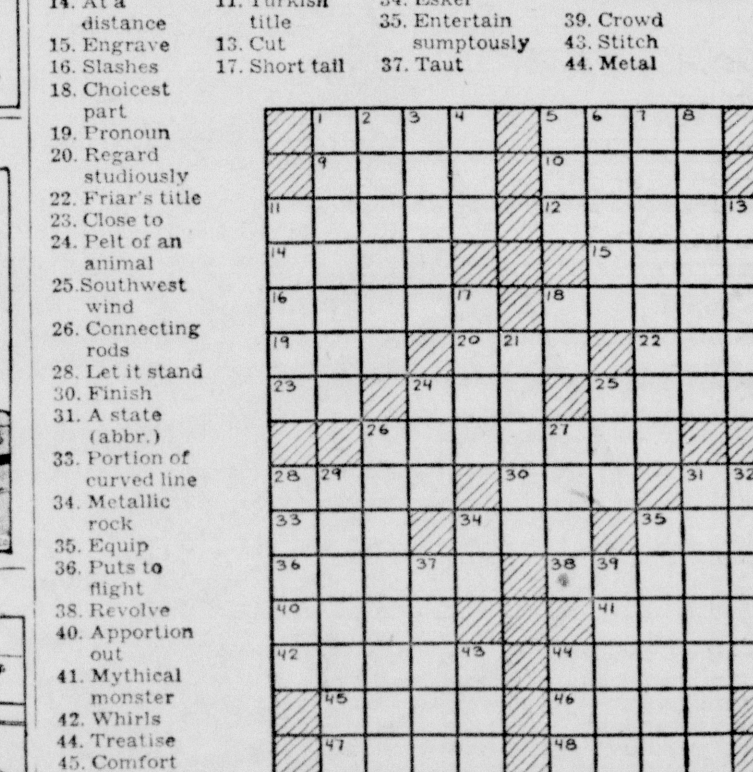 14. At a
distance
15. Engrave
16. Slashes
18. Choicest
part
19. Pronoun
20. Regard
studiously
22. Friar's title
23. Close to
24. Pelt of an
animal
25. Southwest
wind
26. Connecting
rods
28. Let it stand
30. Finish
31. A state
(abbr.)
33. Portion of
curved line
34. Metallic
rock
35. Equip
36. Puts to
flight
38. Revolve
40. Apportion
out
41. Mythical
monster
42. Whirls
44. Treatise
45. Comfort
11. Turkish
title
13. Cut
17. Short tail
34. Esker
35. Entertain
sumptously
37. Taut
39. Crowd
43. Stitch
44. Metal
1 2 3 4 5 6 7 8
9 10
11 12 13
14 15
16 17 18
19 20 21 22
23 24 25
26 27
28 29 30 31 32
33 34 35
36 37 38 39
40 41
42 43 44
45 46
47 48